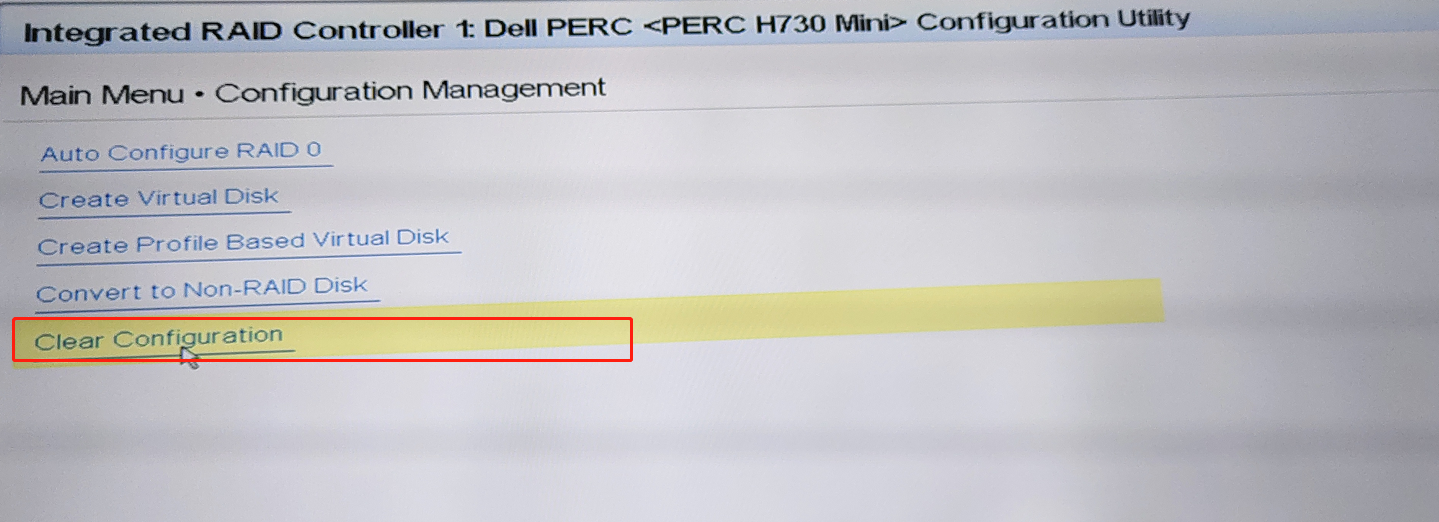 Integrated RAID Controller 1: Dell PERC <PERC H730 Mini> Configuration Utility
Main Menu • Configuration Management
Auto Configure RAID 0
Create Virtual Disk
Create Profile Based Virtual Disk
Convert to Non-RAID Disk
Clear Configuration